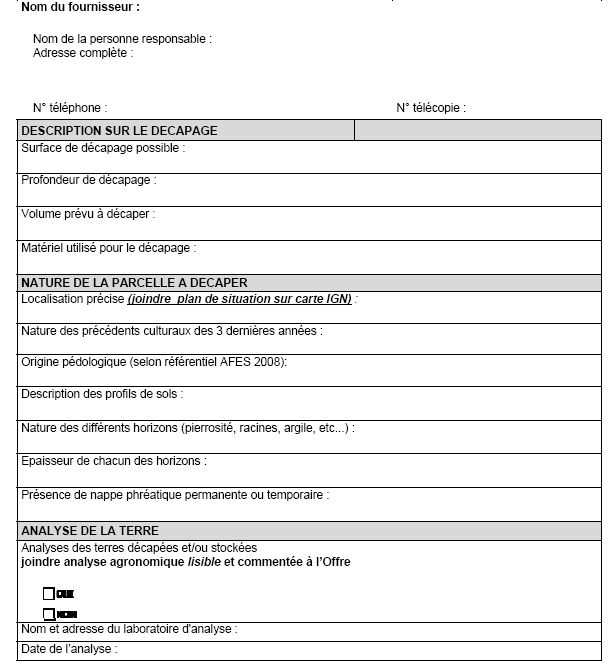 Nom du fournisseur :
Nom de la personne responsable :
Adresse complète :
N° téléphone : N° télécopie :
DESCRIPTION SUR LE DECAPAGE
Surface de décapage possible :
Profondeur de décapage :
Volume prévu à décaper :
Matériel utilisé pour le décapage :
NATURE DE LA PARCELLE A DECAPER
Localisation précise (joindre plan de situation sur carte IGN) :
Nature des précédents culturaux des 3 dernières années :
Origine pédologique (selon référentiel AFES 2008):
Description des profils de sols :
Nature des différents horizons (pierrosité, racines, argile, etc...) :
Epaisseur de chacun des horizons :
Présence de nappe phréatique permanente ou temporaire :
ANALYSE DE LA TERRE
Analyses des terres décapées et/ou stockées
joindre analyse agronomique lisible et commentée à l'Offre
Nom et adresse du laboratoire d'analyse :
Date de l'analyse :